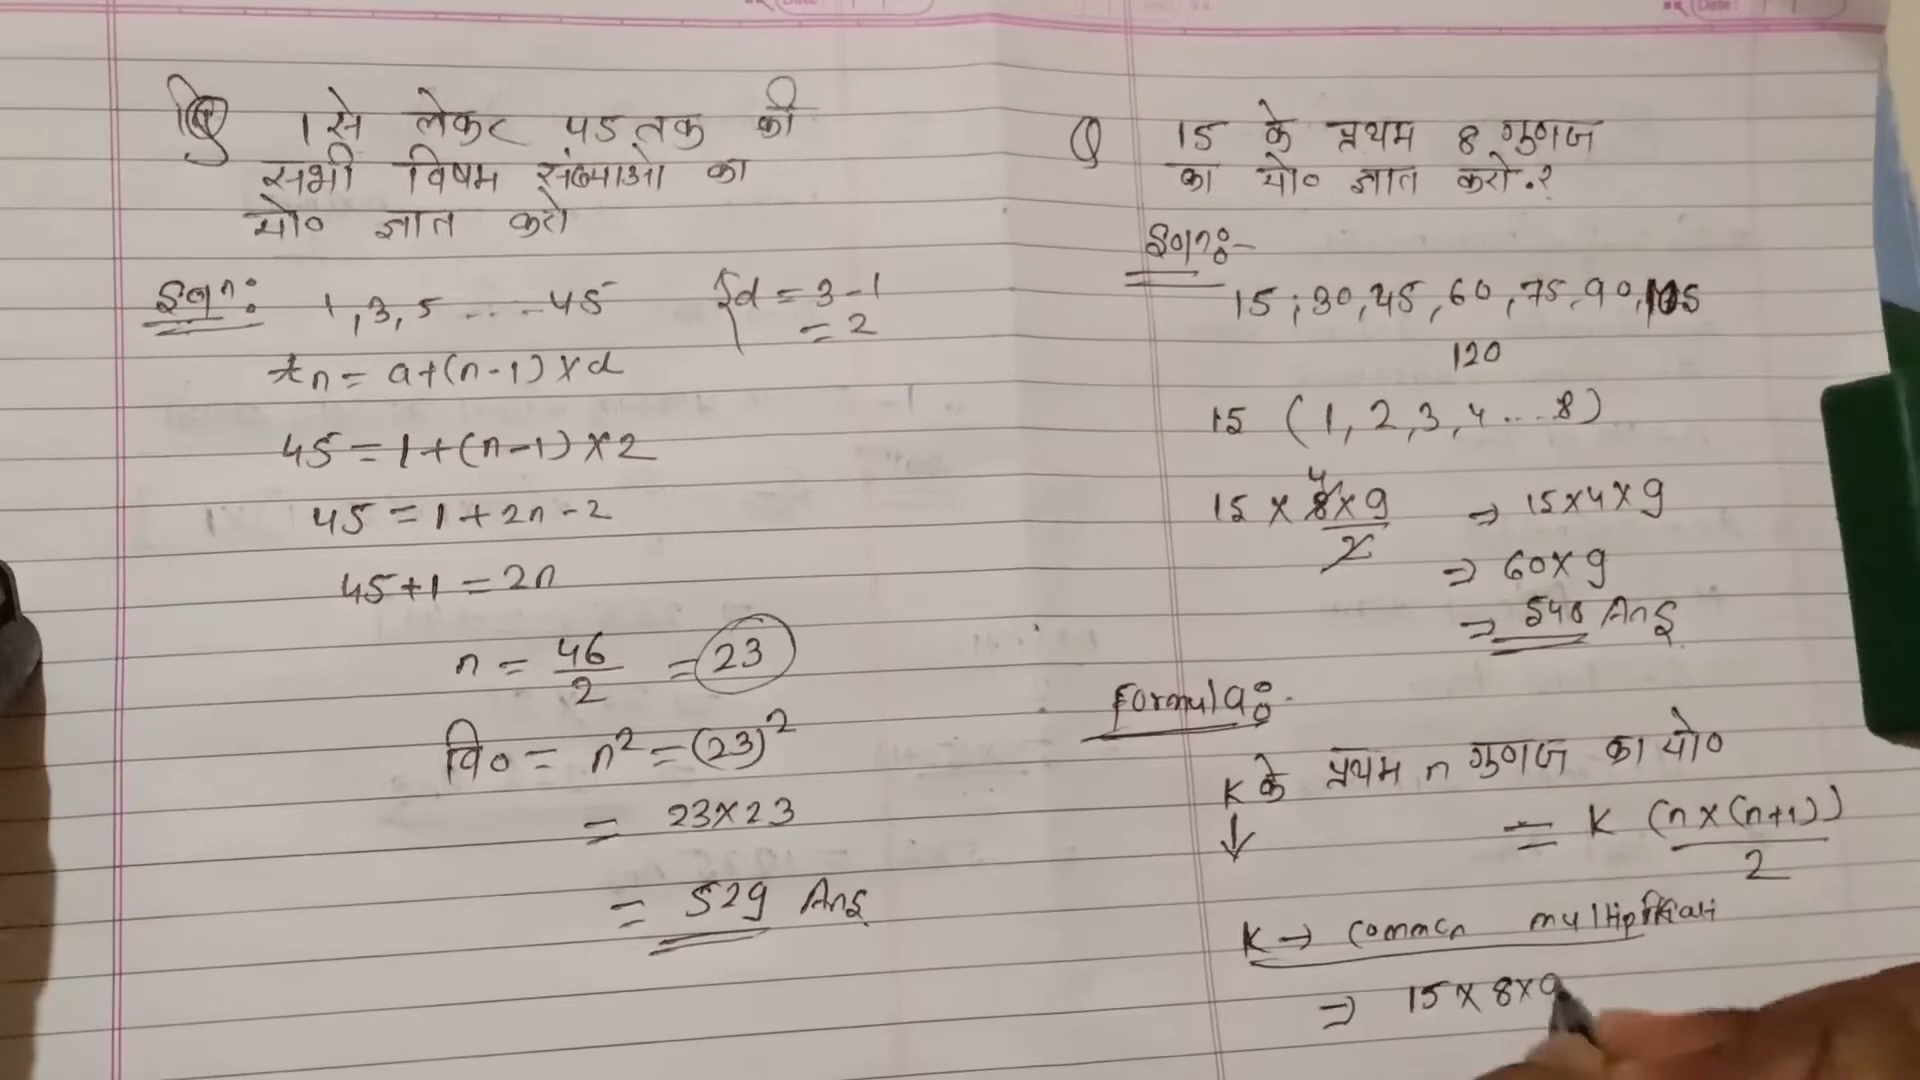 1 से लेकर 45 तक की
सभी विषम संख्याओ का
यो० ज्ञात करो
Solⁿ:
1, 3, 5 ..... 45
{d = 3-1
= 2
tn = a+(n-1)×d
45 = 1+(n-1)×2
45 = 1+2n-2
45+1 = 2n
n = 46/2 = 23
वि० = n² = (23)²
= 23×23
= 529 Ans
Q 15 के प्रथम 8 गुणज
का यो० ज्ञात करो.?
Solⁿ:-
15, 30, 45, 60, 75, 90, 105
120
15 (1, 2, 3, 4 ... 8)
15 × 8×9/2 4 ⇒ 15×4×9
⇒ 60×9
⇒ 540 Ans
Formula:-
K के प्रथम n गुणज का यो०
↓
= K (n×(n+1))/2
K → common
⇒ 15×8×9